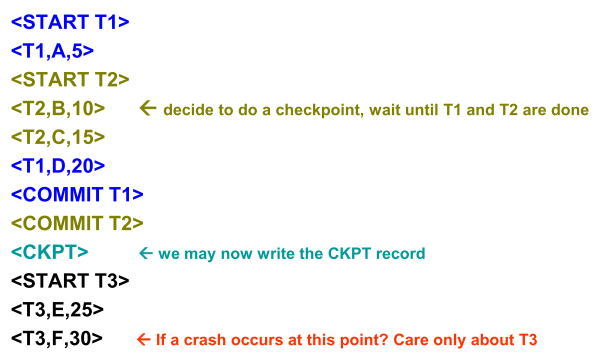 <START T1>
<T1,A,5>
<START T2>
<T2,B,10> ← decide to do a checkpoint, wait until T1 and T2 are done
<T2,C,15>
<T1,D,20>
<COMMIT T1>
<COMMIT T2>
<CKPT> ← we may now write the CKPT record
<START T3>
<T3,E,25>
<T3,F,30> ← If a crash occurs at this point? Care only about T3